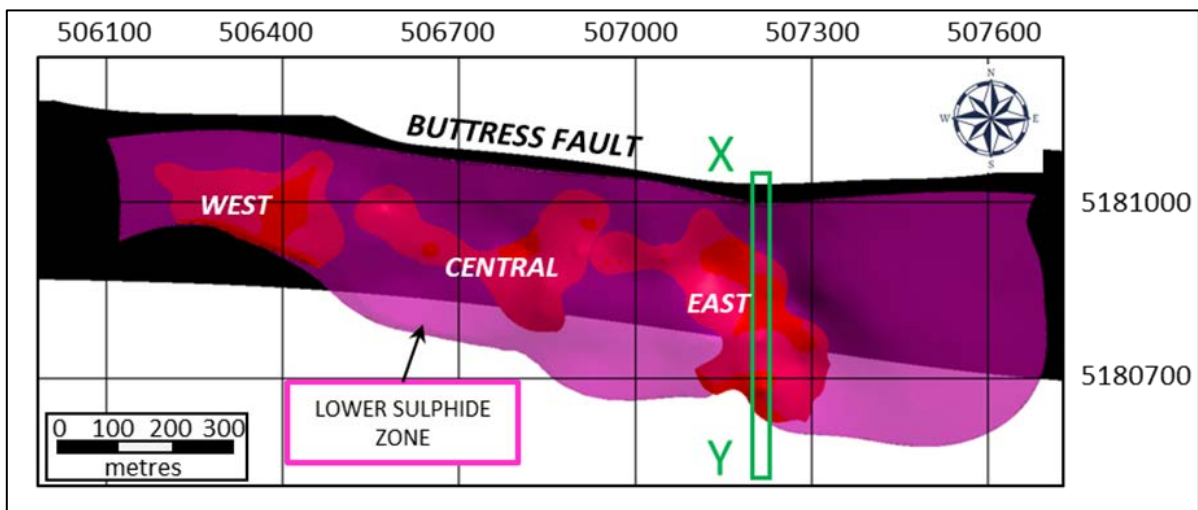 506100 506400 506700 507000 507300 507600
N
W E
S
BUTTRESS FAULT
X
5181000
WEST
CENTRAL
EAST
5180700
LOWER SULPHIDE
ZONE
0 100 200 300
metres
Y